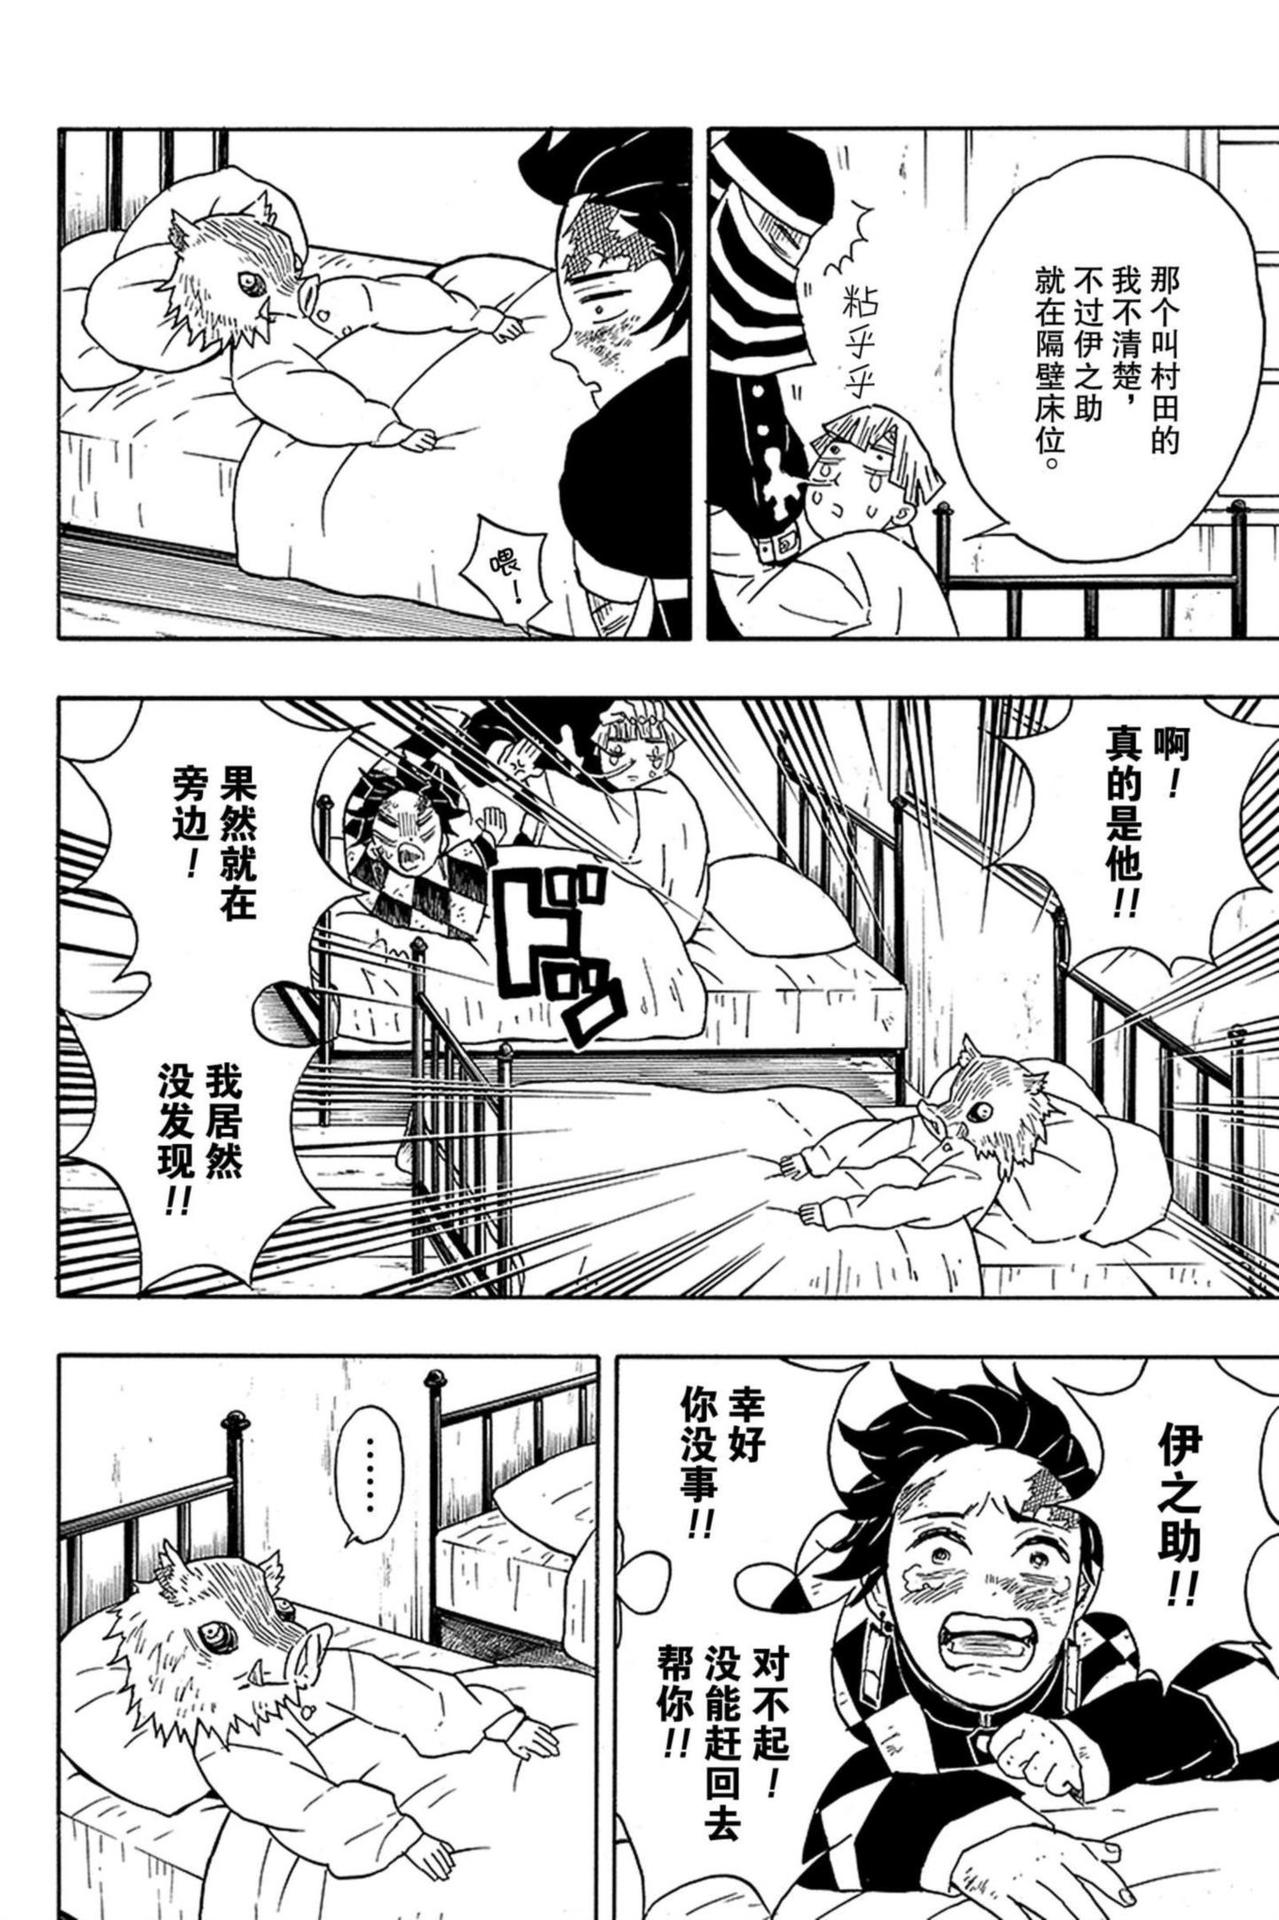 那个叫村田的
我不清楚，
不过伊之助
就在隔壁床位。
粘乎乎
喂！
啊！
真的是他!!
ドドッ
果然就在
旁边！
我居然
没发现!!
伊之助!!
幸好
你没事!!
对不起！
没能赶回去
帮你!!
……